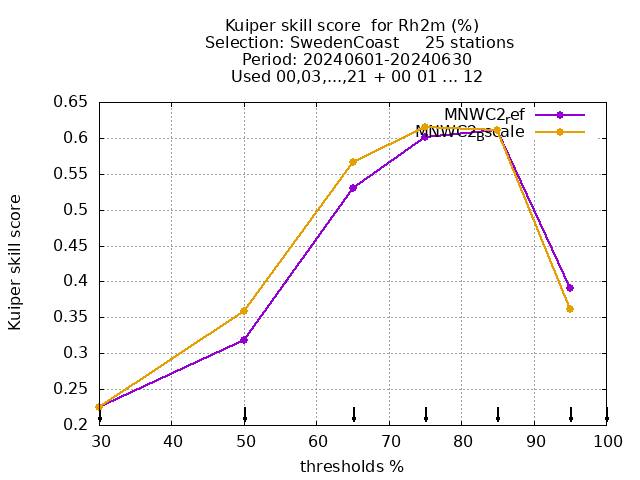 Kuiper skill score  for Rh2m (%)
Selection: SwedenCoast     25 stations
Period: 20240601-20240630
Used 00,03,...,21 + 00 01 ... 12
MNWC2ref
MNWC2Bscale
0.65
0.6
0.55
0.5
0.45
0.4
0.35
0.3
0.25
0.2
Kuiper skill score
30 40 50 60 70 80 90 100
thresholds %